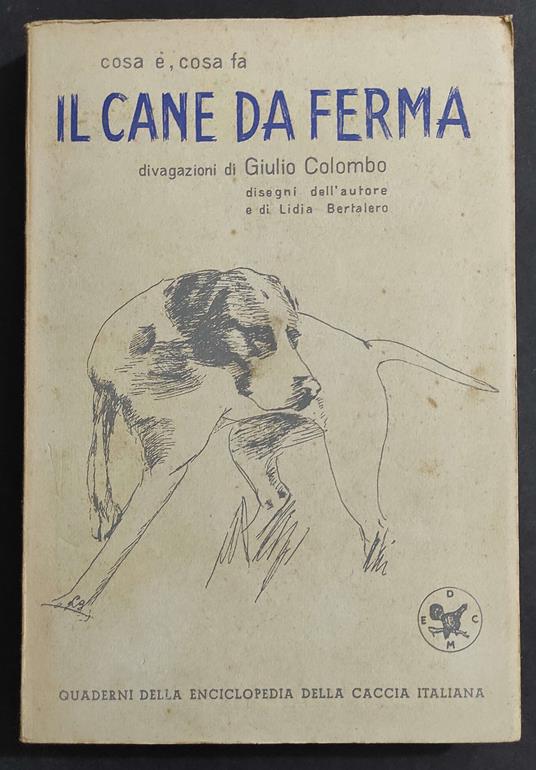 cosa è, cosa fa
IL CANE DA FERMA
divagazioni di Giulio Colombo
disegni dell'autore
e di Lidia Bertalero
LB
D
E C
M
QUADERNI DELLA ENCICLOPEDIA DELLA CACCIA ITALIANA